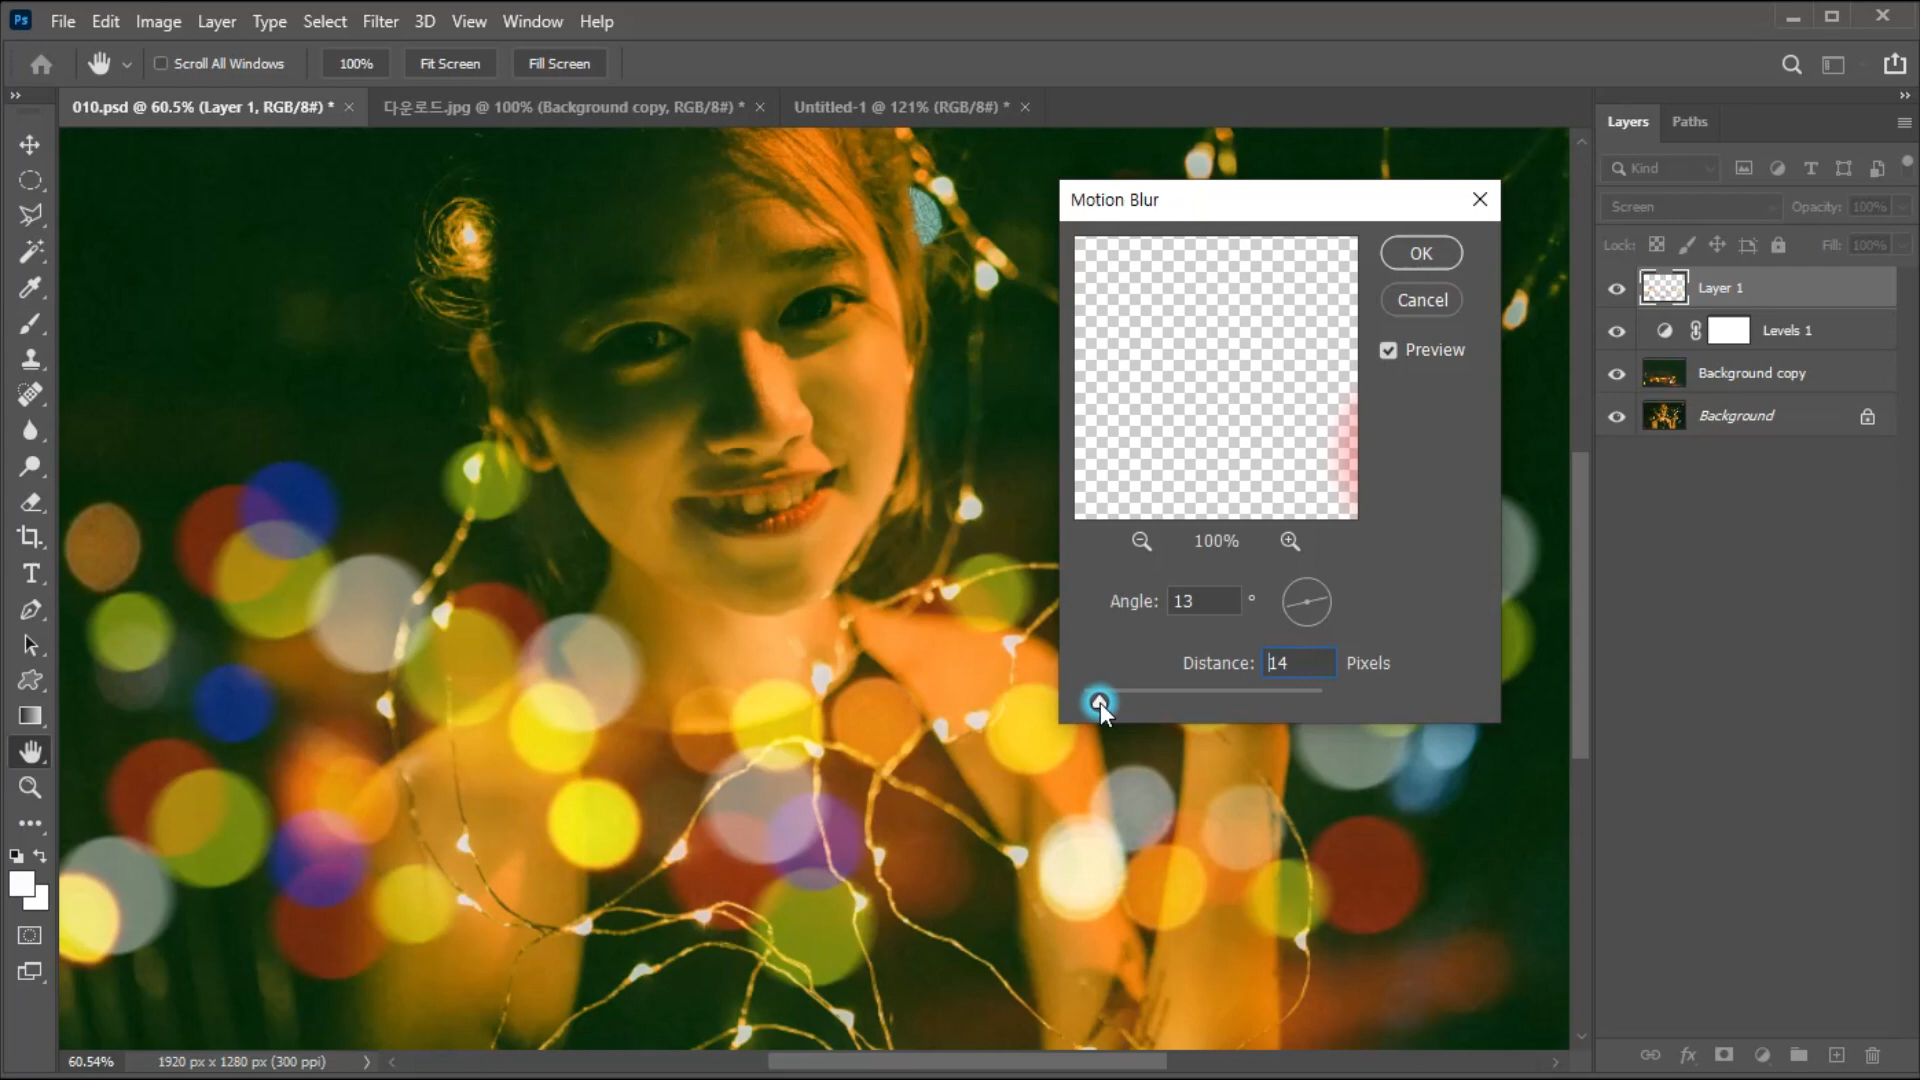 Ps File Edit Image Layer Type Select Filter 3D View Window Help
Scroll All Windows 100% Fit Screen Fill Screen
010.psd @ 60.5% (Layer 1, RGB/8#) * 다운로드.jpg @ 100% (Background copy, RGB/8#) * Untitled-1 @ 121% (RGB/8#) *
Motion Blur
OK
Cancel
Preview
100%
Angle: 13 °
Distance: 14 Pixels
Layers Paths
Kind
Screen Opacity: 100%
Lock: Fill: 100%
Layer 1
Levels 1
Background copy
Background
60.54% 1920 px x 1280 px (300 ppi)